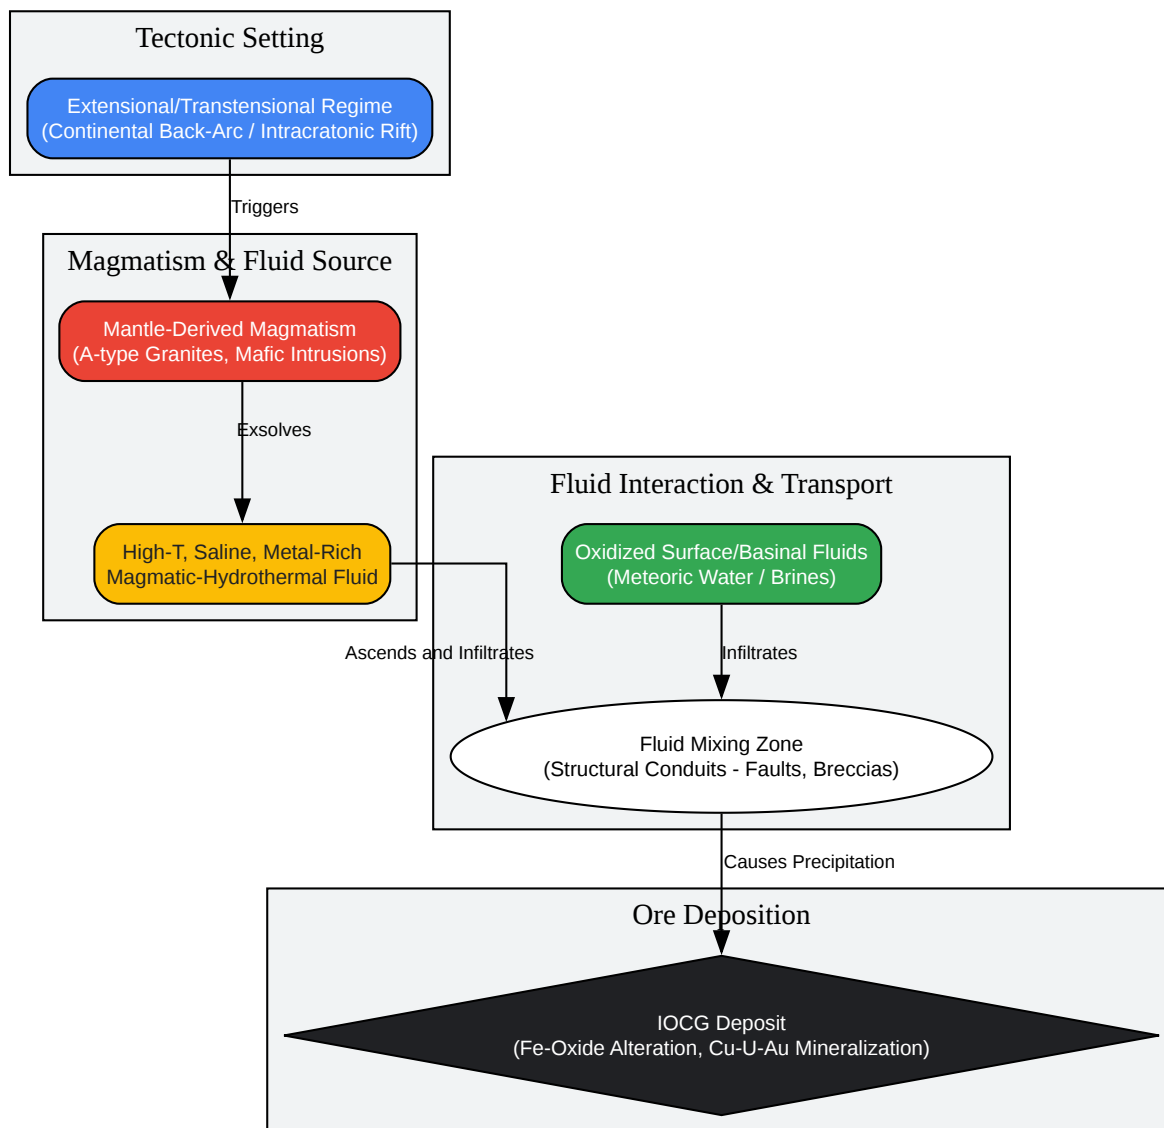 Tectonic Setting
Extensional/Transtensional Regime
(Continental Back-Arc / Intracratonic Rift)
Triggers
Magmatism & Fluid Source
Mantle-Derived Magmatism
(A-type Granites, Mafic Intrusions)
Exsolves
High-T, Saline, Metal-Rich
Magmatic-Hydrothermal Fluid
Fluid Interaction & Transport
Oxidized Surface/Basinal Fluids
(Meteoric Water / Brines)
Ascends and Infiltrates
Infiltrates
Fluid Mixing Zone
(Structural Conduits - Faults, Breccias)
Causes Precipitation
Ore Deposition
IOCG Deposit
(Fe-Oxide Alteration, Cu-U-Au Mineralization)